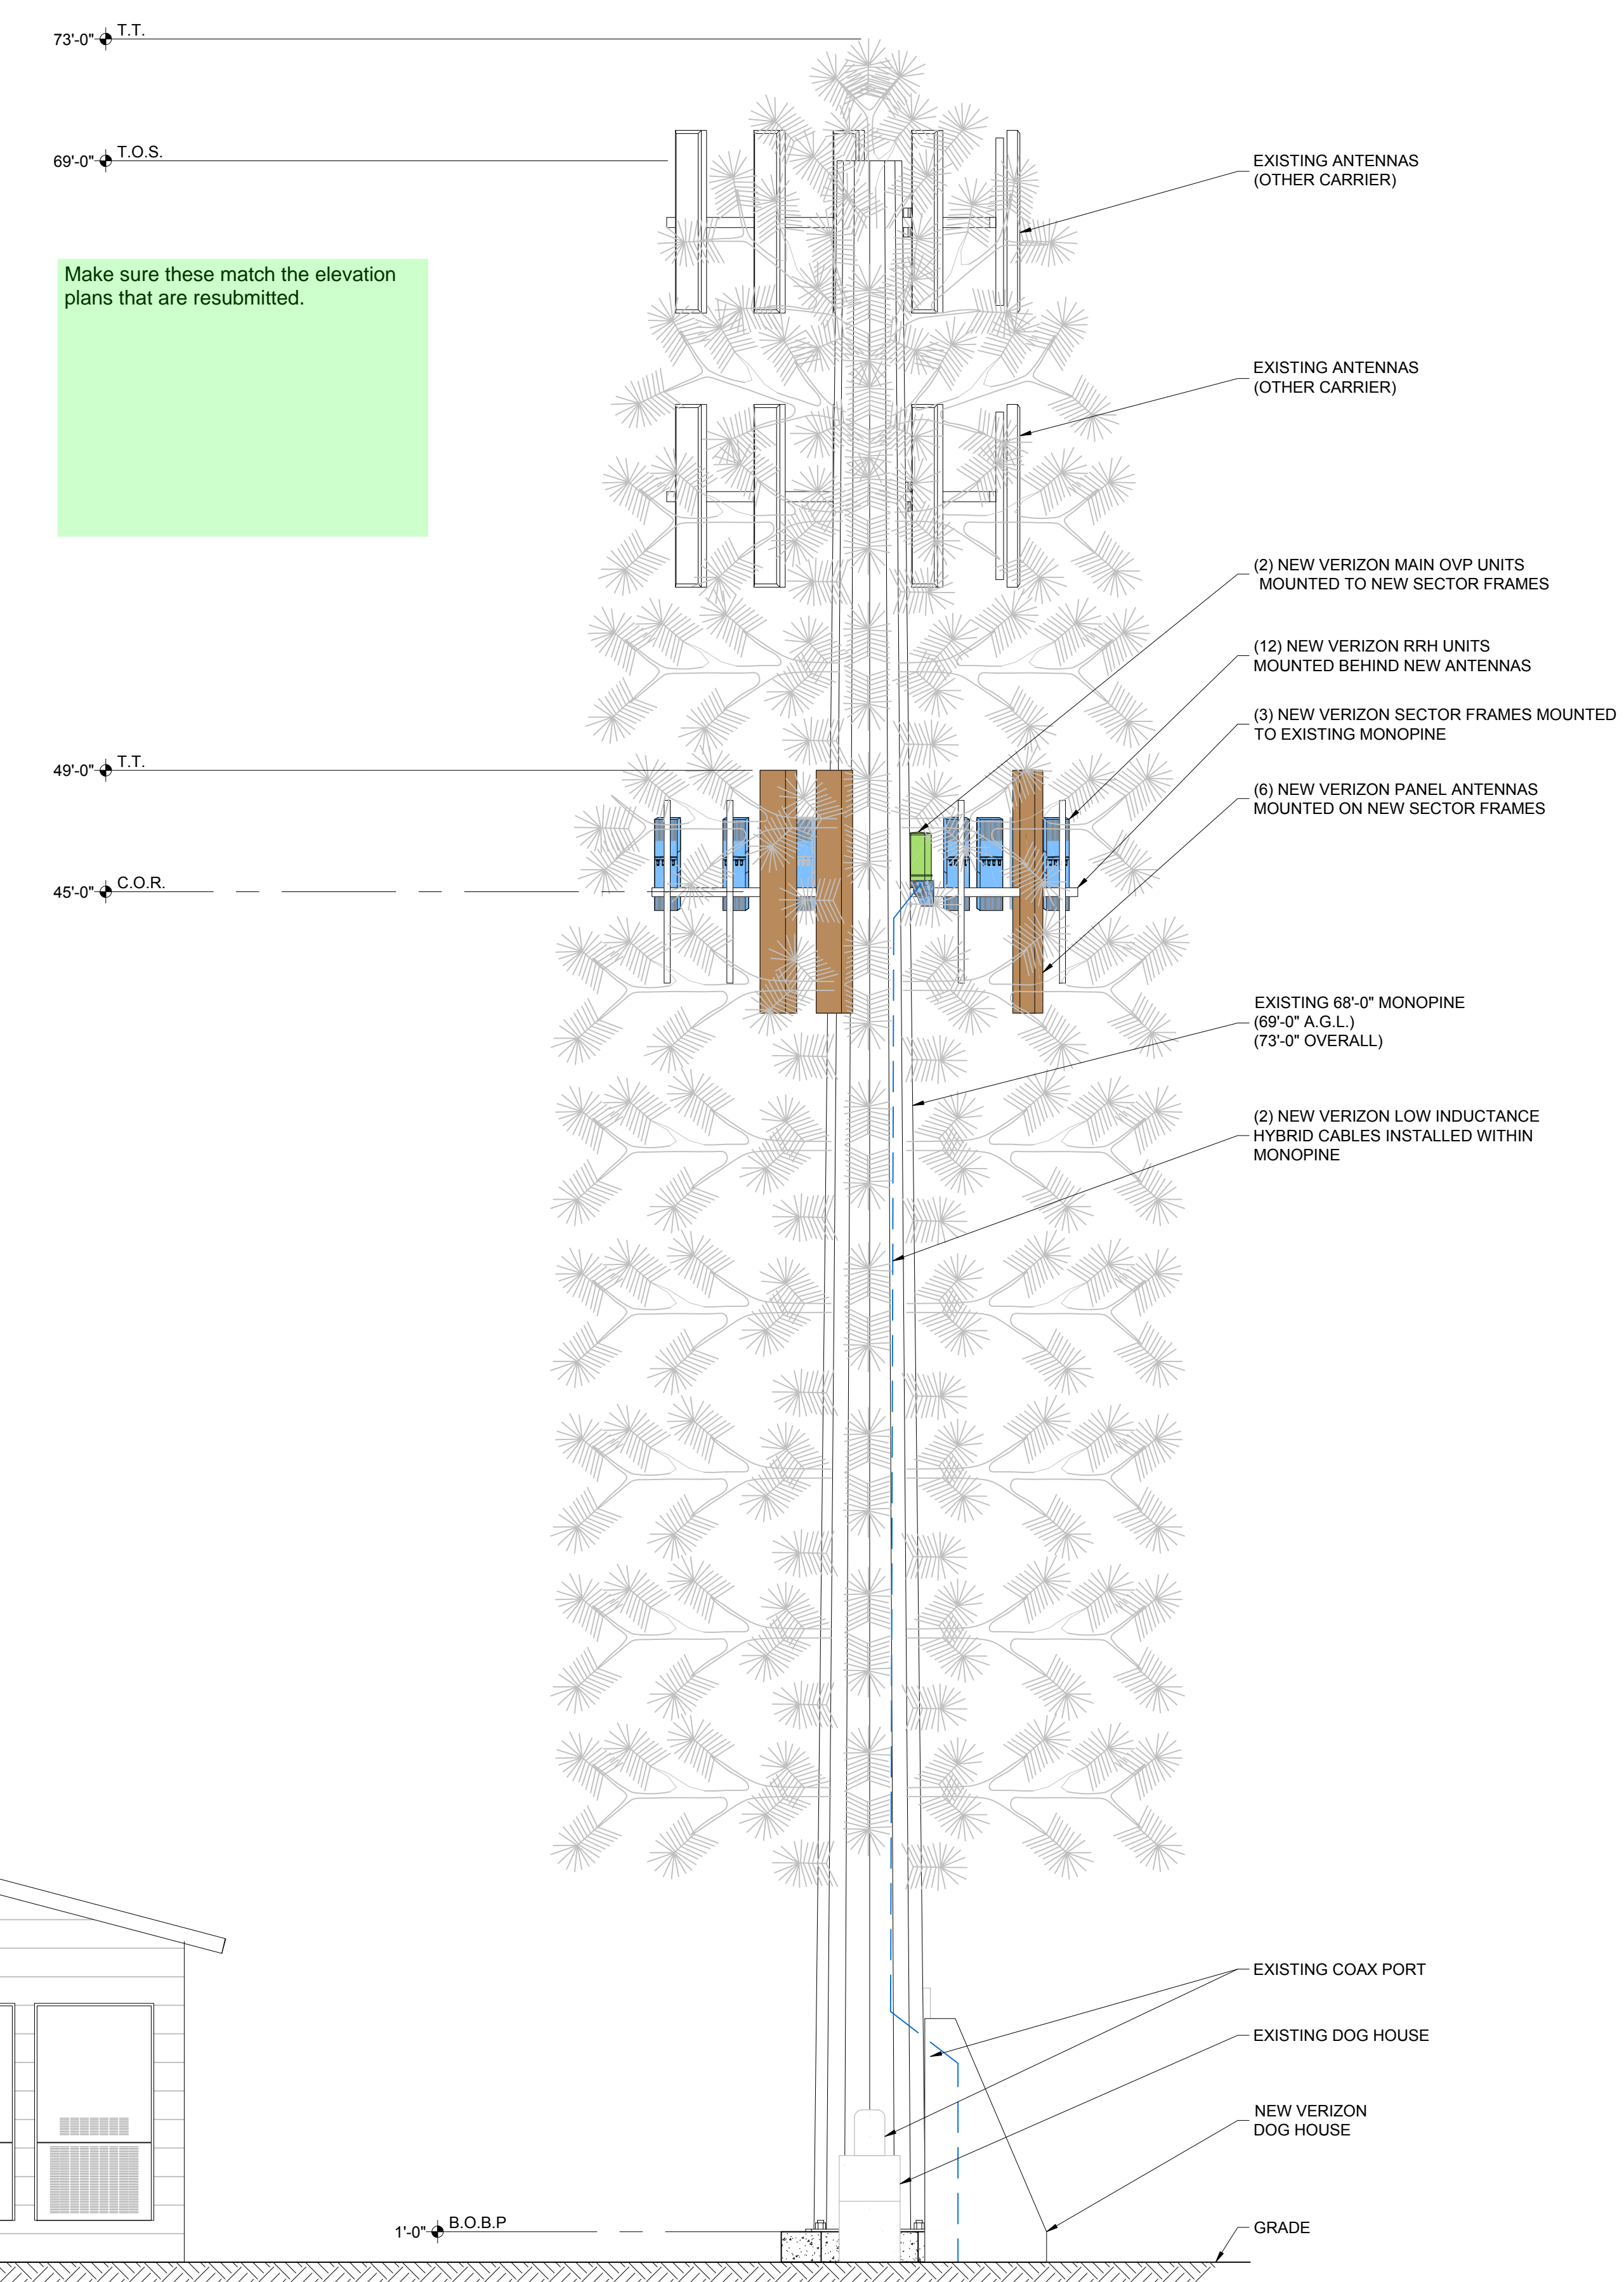 73'-0" T.T.
69'-0" T.O.S.
EXISTING ANTENNAS
(OTHER CARRIER)
Make sure these match the elevation
plans that are resubmitted.
EXISTING ANTENNAS
(OTHER CARRIER)
(2) NEW VERIZON MAIN OVP UNITS
MOUNTED TO NEW SECTOR FRAMES
(12) NEW VERIZON RRH UNITS
MOUNTED BEHIND NEW ANTENNAS
(3) NEW VERIZON SECTOR FRAMES MOUNTED
TO EXISTING MONOPINE
49'-0" T.T.
(6) NEW VERIZON PANEL ANTENNAS
MOUNTED ON NEW SECTOR FRAMES
45'-0" C.O.R.
EXISTING 68'-0" MONOPINE
(69'-0" A.G.L.)
(73'-0" OVERALL)
(2) NEW VERIZON LOW INDUCTANCE
HYBRID CABLES INSTALLED WITHIN
MONOPINE
EXISTING COAX PORT
EXISTING DOG HOUSE
NEW VERIZON
DOG HOUSE
1'-0" B.O.B.P
GRADE